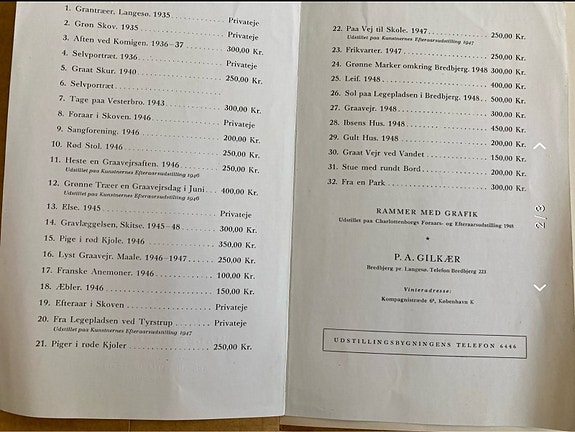 1. Grantræer, Langesø. 1935 ........ Privateje
2. Grøn Skov. 1935 ........ Privateje
3. Aften ved Komigen. 1936-37 ........ 300,00 Kr.
4. Selvportræt. 1936 ........ Privateje
5. Graat Skur. 1940 ........ 250,00 Kr.
6. Selvportræt ........
7. Tage paa Vesterbro. 1943 ........ 300,00 Kr.
8. Foraar i Skoven. 1946 ........ Privateje
9. Sangforening. 1946 ........ 200,00 Kr.
10. Rød Stol. 1946 ........ 250,00 Kr.
11. Heste en Graavejrsaften. 1946 ........ 250,00 Kr.
Udstillet paa Kunstnernes Efteraarsudstilling 1946
12. Grønne Træer en Graavejrsdag i Juni ... 400,00 Kr.
Udstillet paa Kunstnernes Efteraarsudstilling 1946
13. Else. 1945 ........ Privateje
14. Gravlæggelsen, Skitse. 1945-48 ........ 300,00 Kr.
15. Pige i rød Kjole. 1946 ........ 350,00 Kr.
16. Lyst Graavejr. Maale. 1946-1947 ...... 250,00 Kr.
17. Franske Anemoner. 1946 ........ 100,00 Kr.
18. Æbler. 1946 ........ 150,00 Kr.
19. Efteraar i Skoven ........ Privateje
20. Fra Legepladsen ved Tyrstrup ........ Privateje
Udstillet paa Kunstnernes Efteraarsudstilling 1947
21. Piger i røde Kjoler ........ 250,00 Kr.
22. Paa Vej til Skole. 1947 ........ 250,00 Kr.
Udstillet paa Kunstnernes Efteraarsudstilling 1947
23. Frikvarter. 1947 ........ 250,00 Kr.
24. Grønne Marker omkring Bredbjerg. 1948 300,00 Kr.
25. Leif. 1948 ........ 400,00 Kr.
26. Sol paa Legepladsen i Bredbjerg. 1948 .. 500,00 Kr.
27. Graavejr. 1948 ........ 300,00 Kr.
28. Ibsens Hus. 1948 ........ 450,00 Kr.
29. Gult Hus. 1948 ........ 200,00 Kr.
30. Graat Vejr ved Vandet ........ 150,00 Kr.
31. Stue med rundt Bord ........ 200,00 Kr.
32. Fra en Park ........ 300,00 Kr.
RAMMER MED GRAFIK
Udstillet paa Charlottenborgs Foraars- og Efteraarsudstilling 1948
P. A. GILKÆR
Bredbjerg pr. Langesø. Telefon Bredbjerg 223
Vinteradresse:
Kompagnistræde 6³, København K
UDSTILLINGSBYGNINGENS TELEFON 6446
2/3